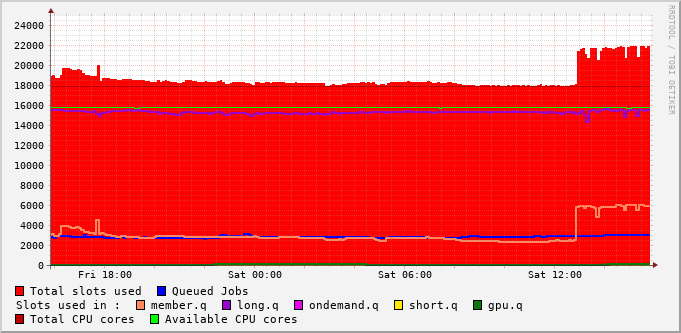 24000
22000
20000
18000
16000
14000
12000
10000
8000
6000
4000
2000
0
Fri 18:00 Sat 00:00 Sat 06:00 Sat 12:00
RRDTOOL / TOBI OETIKER
Total slots used Queued Jobs
Slots used in : member.q long.q ondemand.q short.q gpu.q
Total CPU cores Available CPU cores